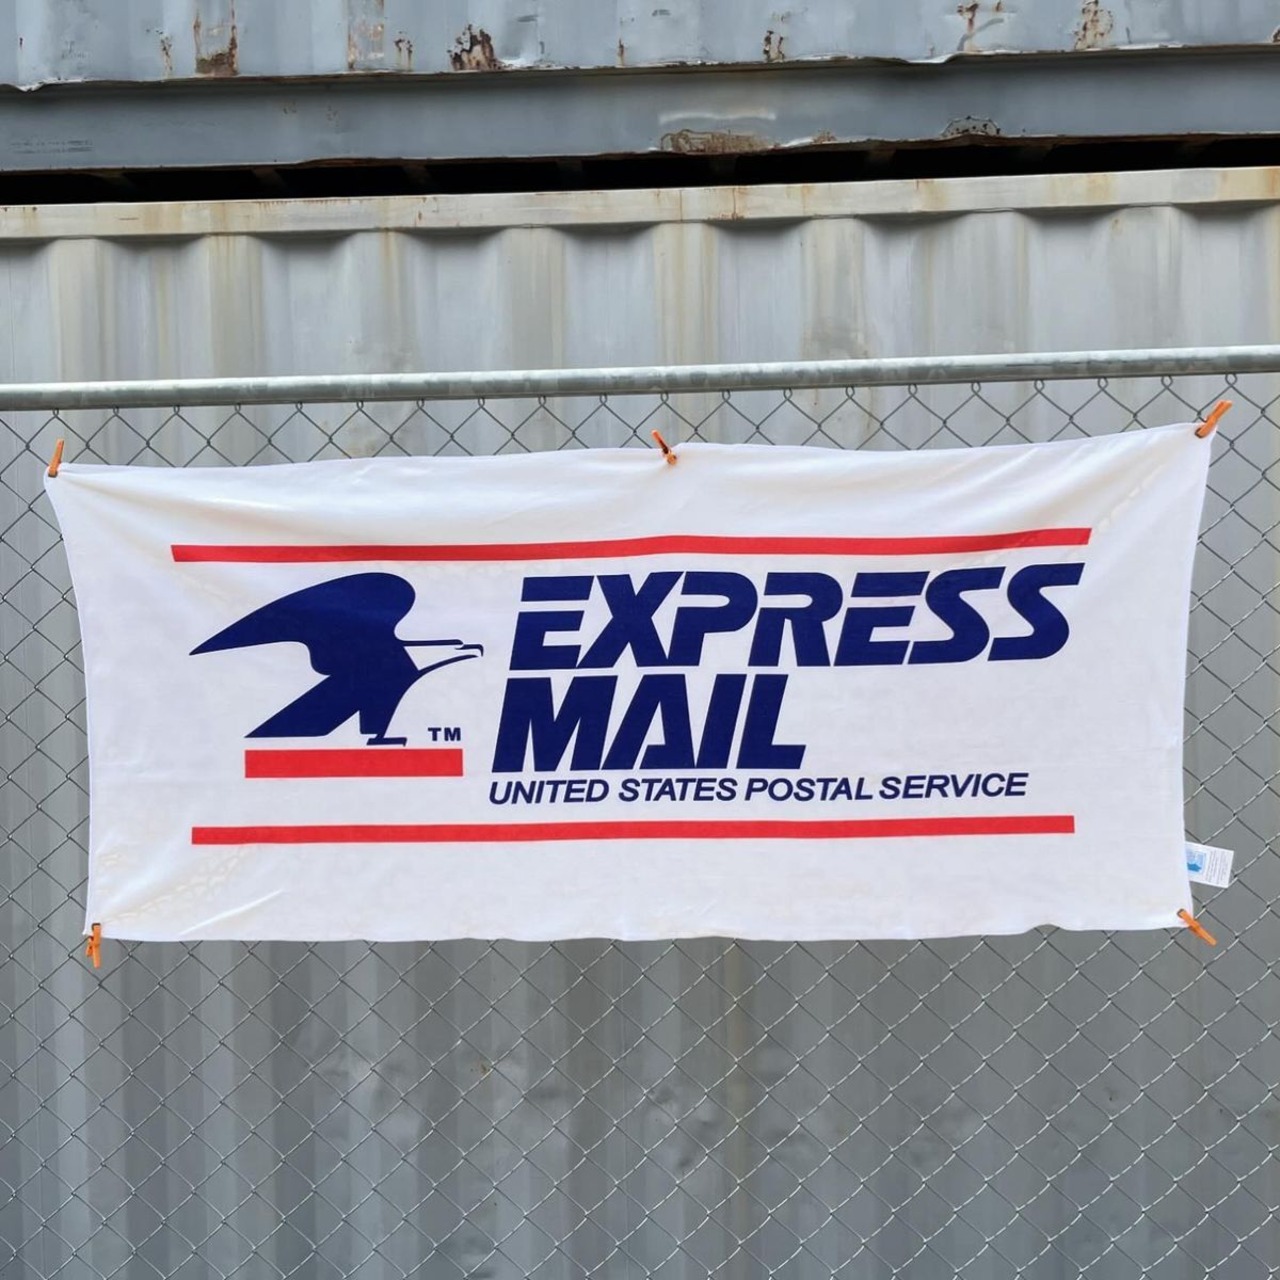 EXPRESS
MAIL
TM
UNITED STATES POSTAL SERVICE